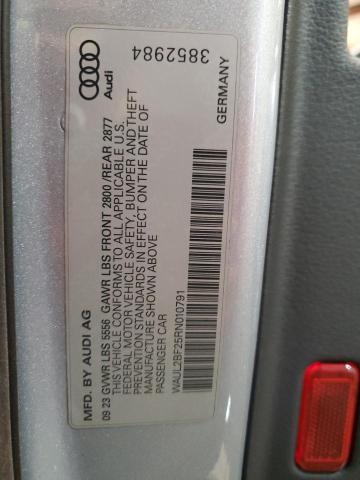 Audi
3852984
GERMANY
MFD. BY AUDI AG
09 23 GVWR LBS 5556 GAWR LBS FRONT 2800/REAR 2877
THIS VEHICLE CONFORMS TO ALL APPLICABLE U.S.
FEDERAL MOTOR VEHICLE SAFETY, BUMPER AND THEFT
PREVENTION STANDARDS IN EFFECT ON THE DATE OF
MANUFACTURE SHOWN ABOVE
PASSENGER CAR
WAUL2BF25RN010791